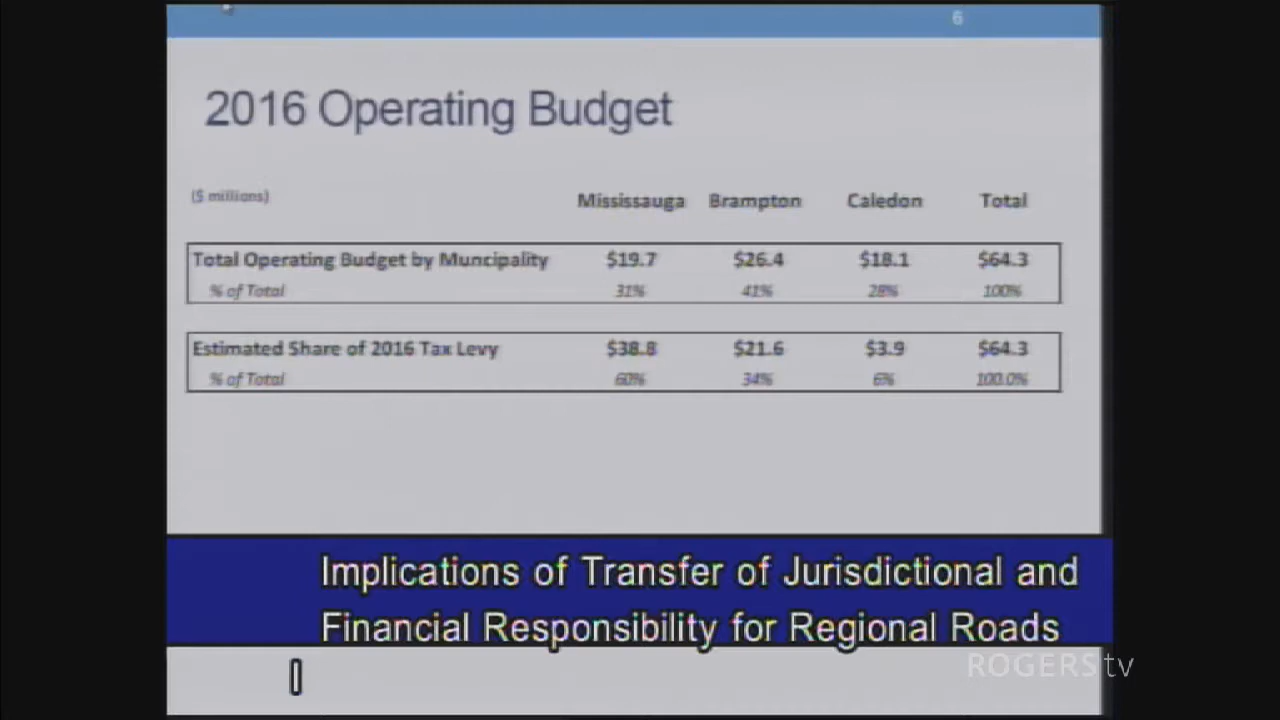 6
2016 Operating Budget
($ millions)
Mississauga Brampton Caledon Total
Total Operating Budget by Muncipality $19.7 $26.4 $18.1 $64.3
% of Total 31% 41% 28% 100%
Estimated Share of 2016 Tax Levy $38.8 $21.6 $3.9 $64.3
% of Total 60% 34% 6% 100.0%
Implications of Transfer of Jurisdictional and
Financial Responsibility for Regional Roads
ROGERS tv